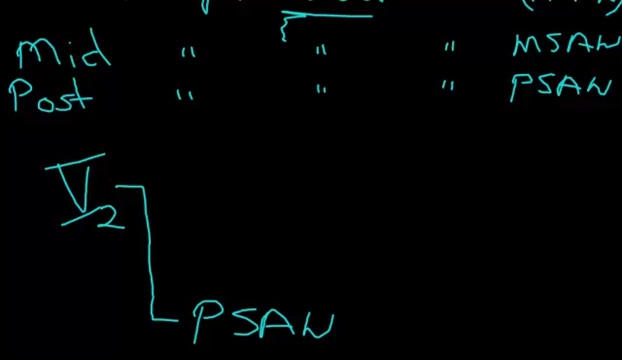 Mid " " " MSAN
Post " " " PSAN
V2
PSAN